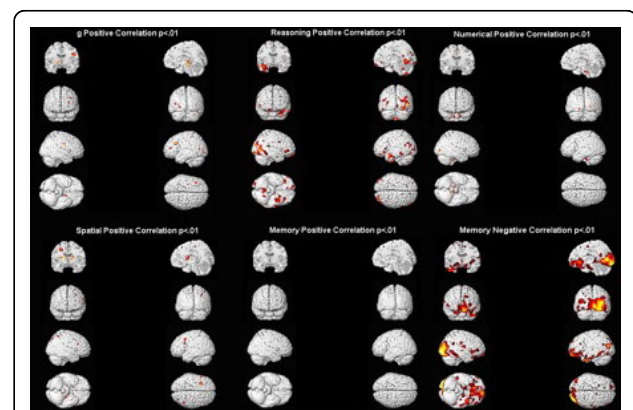 g Positive Correlation p<.01
Reasoning Positive Correlation p<.01
Numerical Positive Correlation p<.01
Spatial Positive Correlation p<.01
Memory Positive Correlation p<.01
Memory Negative Correlation p<.01